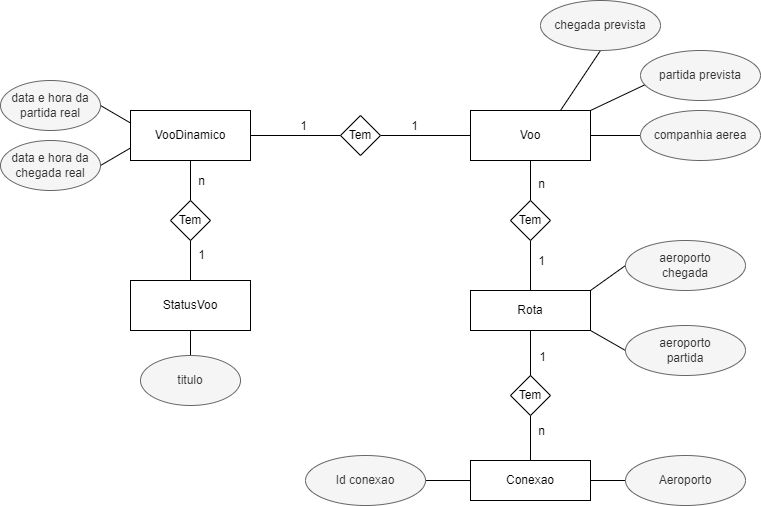 chegada prevista
partida prevista
data e hora da
partida real
VooDinamico
1
Tem
1
Voo
companhia aerea
data e hora da
chegada real
n
n
Tem
Tem
1
1
aeroporto
chegada
StatusVoo
Rota
aeroporto
partida
1
titulo
Tem
n
Id conexao
Conexao
Aeroporto